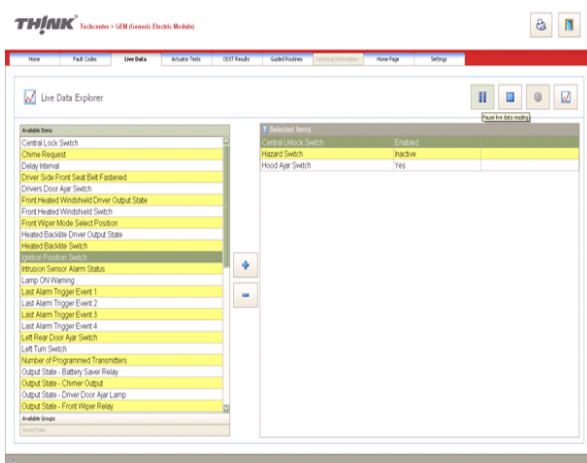 TH!NK Techcenter > GEM (Generic Electric Module)
Home Fault Codes Live Data Actuator Tests ODST Results Guided Routines Technical Information Home Page Settings
Live Data Explorer
Pause live data reading
Available Items
Central Lock Switch
Chime Request
Delay Interval
Driver Side Front Seat Belt Fastened
Drivers Door Ajar Switch
Front Heated Windshield Driver Output State
Front Heated Windshield Switch
Front Wiper Mode Select Position
Heated Backlite Driver Output State
Heated Backlite Switch
Ignition Position Switch
Intrusion Sensor Alarm Status
Lamp ON Warning
Last Alarm Trigger Event 1
Last Alarm Trigger Event 2
Last Alarm Trigger Event 3
Last Alarm Trigger Event 4
Left Rear Door Ajar Switch
Left Turn Switch
Number of Programmed Transmitters
Output State - Battery Saver Relay
Output State - Chimer Output
Output State - Driver Door Ajar Lamp
Output State - Front Wiper Relay
Available Groups
Saved Data
Selected Items
Central Unlock Switch Enabled
Hazard Switch Inactive
Hood Ajar Switch Yes